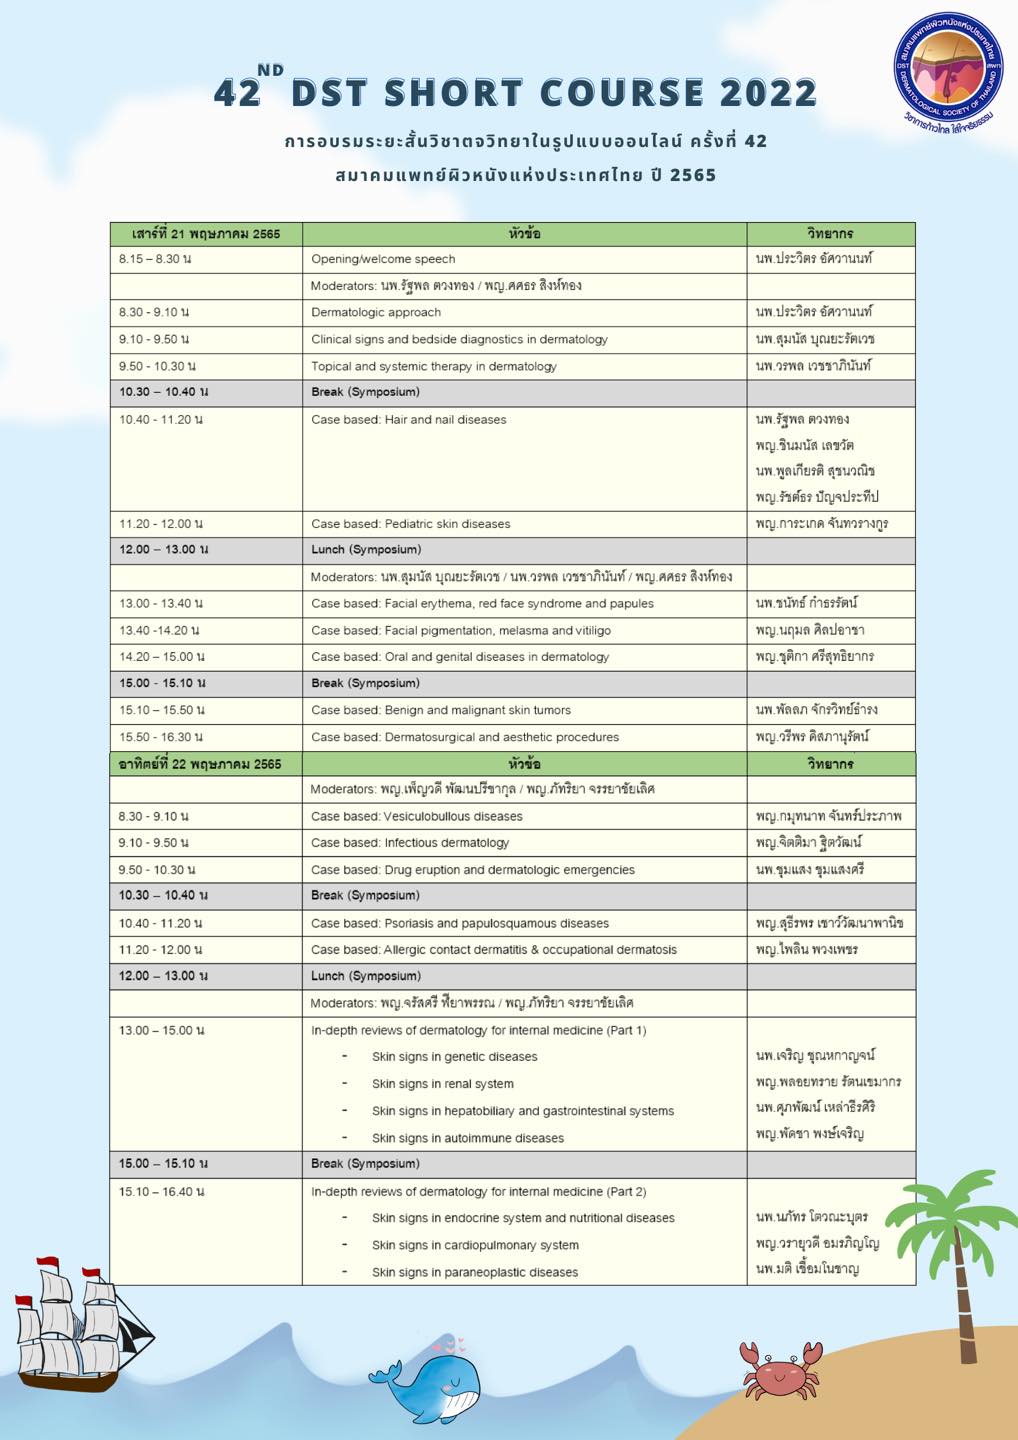 42ND DST SHORT COURSE 2022
สมาคมแพทย์ผิวหนังแห่งประเทศไทย
DST สพท
DERMATOLOGICAL SOCIETY OF THAILAND
วิชาการก้าวไกล ใส่ใจจริยธรรม
การอบรมระยะสั้นวิชาตจวิทยาในรูปแบบออนไลน์ ครั้งที่ 42
สมาคมแพทย์ผิวหนังแห่งประเทศไทย ปี 2565
เสาร์ที่ 21 พฤษภาคม 2565 หัวข้อ วิทยากร
8.15 – 8.30 น Opening/welcome speech นพ.ประวิตร อัศวานนท์
Moderators: นพ.รัฐพล ตวงทอง / พญ.ศศธร สิงห์ทอง
8.30 - 9.10 น Dermatologic approach นพ.ประวิตร อัศวานนท์
9.10 - 9.50 น Clinical signs and bedside diagnostics in dermatology นพ.สุมนัส บุณยะรัตเวช
9.50 - 10.30 น Topical and systemic therapy in dermatology นพ.วรพล เวชชาภินันท์
10.30 – 10.40 น Break (Symposium)
10.40 - 11.20 น Case based: Hair and nail diseases นพ.รัฐพล ตวงทอง
พญ.ชินมนัส เลขวัต
นพ.พูลเกียรติ สุชนวณิช
พญ.รัชต์ธร ปัญจประทีป
11.20 - 12.00 น Case based: Pediatric skin diseases พญ.การะเกด จันทวรางกูร
12.00 – 13.00 น Lunch (Symposium)
Moderators: นพ.สุมนัส บุณยะรัตเวช / นพ.วรพล เวชชาภินันท์ / พญ.ศศธร สิงห์ทอง
13.00 - 13.40 น Case based: Facial erythema, red face syndrome and papules นพ.ชนัทธ์ กำธรรัตน์
13.40 -14.20 น Case based: Facial pigmentation, melasma and vitiligo พญ.นฤมล ศิลปอาชา
14.20 – 15.00 น Case based: Oral and genital diseases in dermatology พญ.ชุติกา ศรีสุทธิยากร
15.00 - 15.10 น Break (Symposium)
15.10 – 15.50 น Case based: Benign and malignant skin tumors นพ.พัลลภ จักรวิทย์ธำรง
15.50 - 16.30 น Case based: Dermatosurgical and aesthetic procedures พญ.วรีพร ดิสภานุรัตน์
อาทิตย์ที่ 22 พฤษภาคม 2565 หัวข้อ วิทยากร
Moderators: พญ.เพ็ญวดี พัฒนปรีชากุล / พญ.ภัทริยา จรรยาชัยเลิศ
8.30 - 9.10 น Case based: Vesiculobullous diseases พญ.กมุทนาท จันทร์ประภาพ
9.10 - 9.50 น Case based: Infectious dermatology พญ.จิตติมา ฐิตวัฒน์
9.50 - 10.30 น Case based: Drug eruption and dermatologic emergencies นพ.ชุมแสง ชุมแสงศรี
10.30 – 10.40 น Break (Symposium)
10.40 - 11.20 น Case based: Psoriasis and papulosquamous diseases พญ.สุธีรพร เชาว์วัฒนาพานิช
11.20 - 12.00 น Case based: Allergic contact dermatitis & occupational dermatosis พญ.ไพลิน พวงเพชร
12.00 – 13.00 น Lunch (Symposium)
Moderators: พญ.จรัสศรี ฬียาพรรณ / พญ.ภัทริยา จรรยาชัยเลิศ
13.00 – 15.00 น In-depth reviews of dermatology for internal medicine (Part 1)
- Skin signs in genetic diseases นพ.เจริญ ชุณหกาญจน์
- Skin signs in renal system พญ.พลอยทราย รัตนเขมากร
- Skin signs in hepatobiliary and gastrointestinal systems นพ.ศุภพัฒน์ เหล่าธีรศิริ
- Skin signs in autoimmune diseases พญ.พัดชา พงษ์เจริญ
15.00 – 15.10 น Break (Symposium)
15.10 – 16.40 น In-depth reviews of dermatology for internal medicine (Part 2)
- Skin signs in endocrine system and nutritional diseases นพ.นภัทร โตวณะบุตร
- Skin signs in cardiopulmonary system พญ.วรายุวดี อมรภิญโญ
- Skin signs in paraneoplastic diseases นพ.มติ เชื้อมโนชาญ